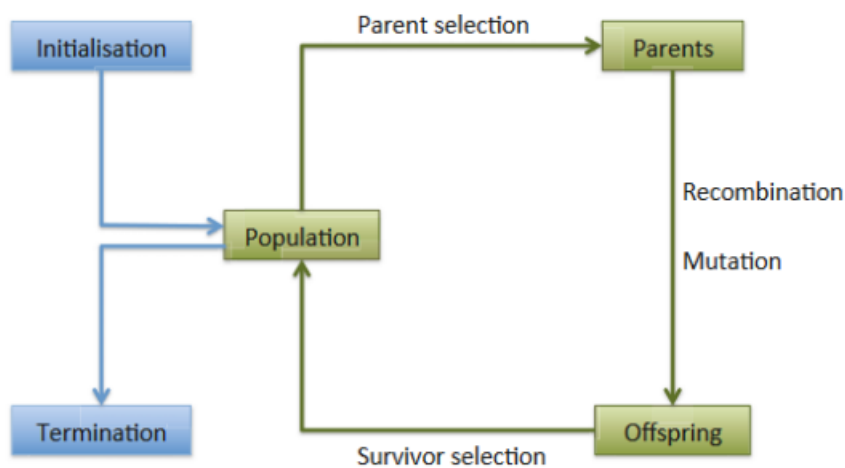 Parent selection
Initialisation
Parents
Recombination
Population
Mutation
Termination
Offspring
Survivor selection